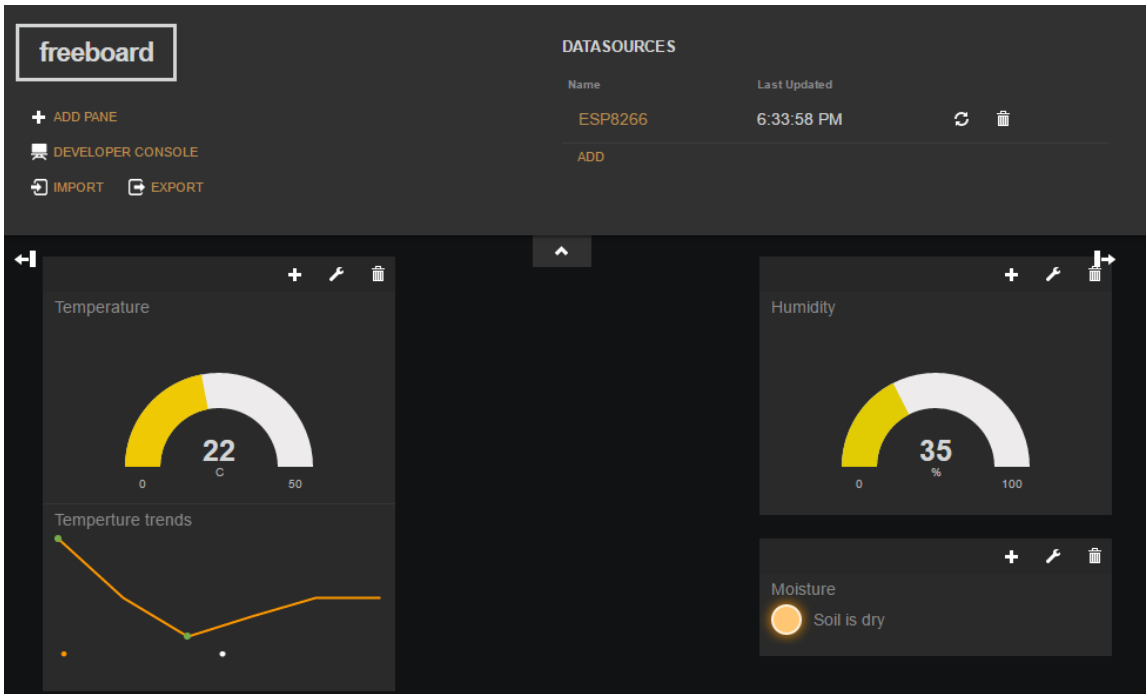 freeboard
ADD PANE
DEVELOPER CONSOLE
IMPORT EXPORT
DATASOURCES
Name Last Updated
ESP8266 6:33:58 PM
ADD
Temperature
22
C
0 50
Temperture trends
Humidity
35
%
0 100
Moisture
Soil is dry